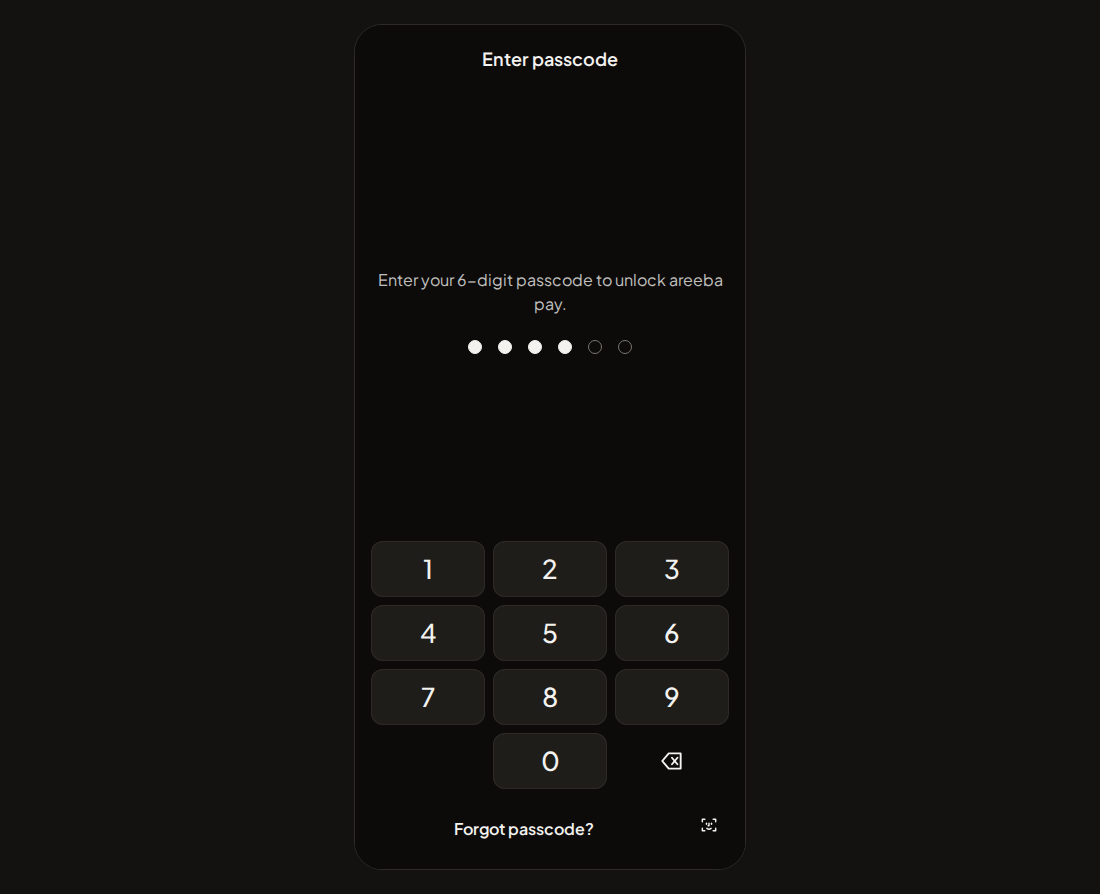 Enter passcode
Enter your 6-digit passcode to unlock areeba
pay.
1 2 3
4 5 6
7 8 9
0
Forgot passcode?